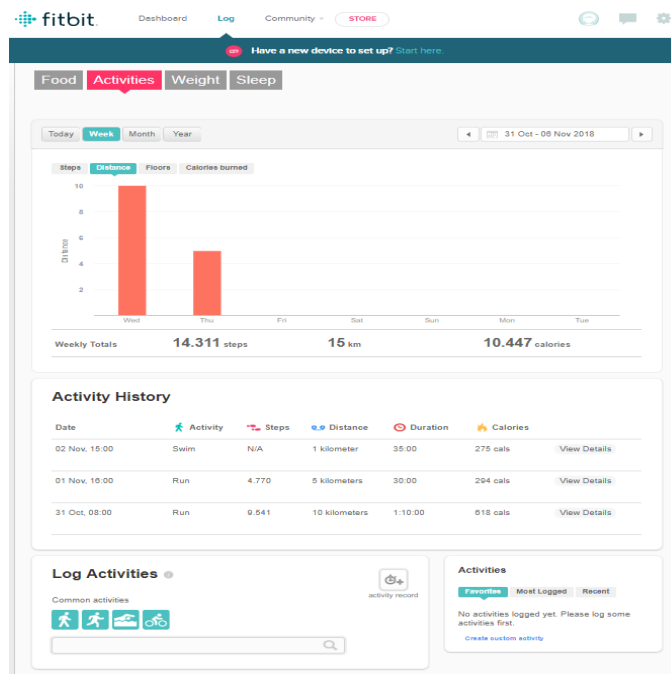 fitbit.
Dashboard Log Community STORE
Have a new device to set up? Start here.
Food Activities Weight Sleep
Today Week Month Year
31 Oct - 06 Nov 2018
Steps Distance Floors Calories burned
10
8
6
4
2
Distance
Wed Thu Fri Sat Sun Mon Tue
Weekly Totals 14.311 steps 15 km 10.447 calories
Activity History
Date Activity Steps Distance Duration Calories
02 Nov, 15:00 Swim N/A 1 kilometer 35:00 275 cals View Details
01 Nov, 16:00 Run 4.770 5 kilometers 30:00 294 cals View Details
31 Oct, 08:00 Run 9.541 10 kilometers 1:10:00 618 cals View Details
Log Activities
activity record
Common activities
Activities
Favorites Most Logged Recent
No activities logged yet. Please log some
activities first.
Create custom activity